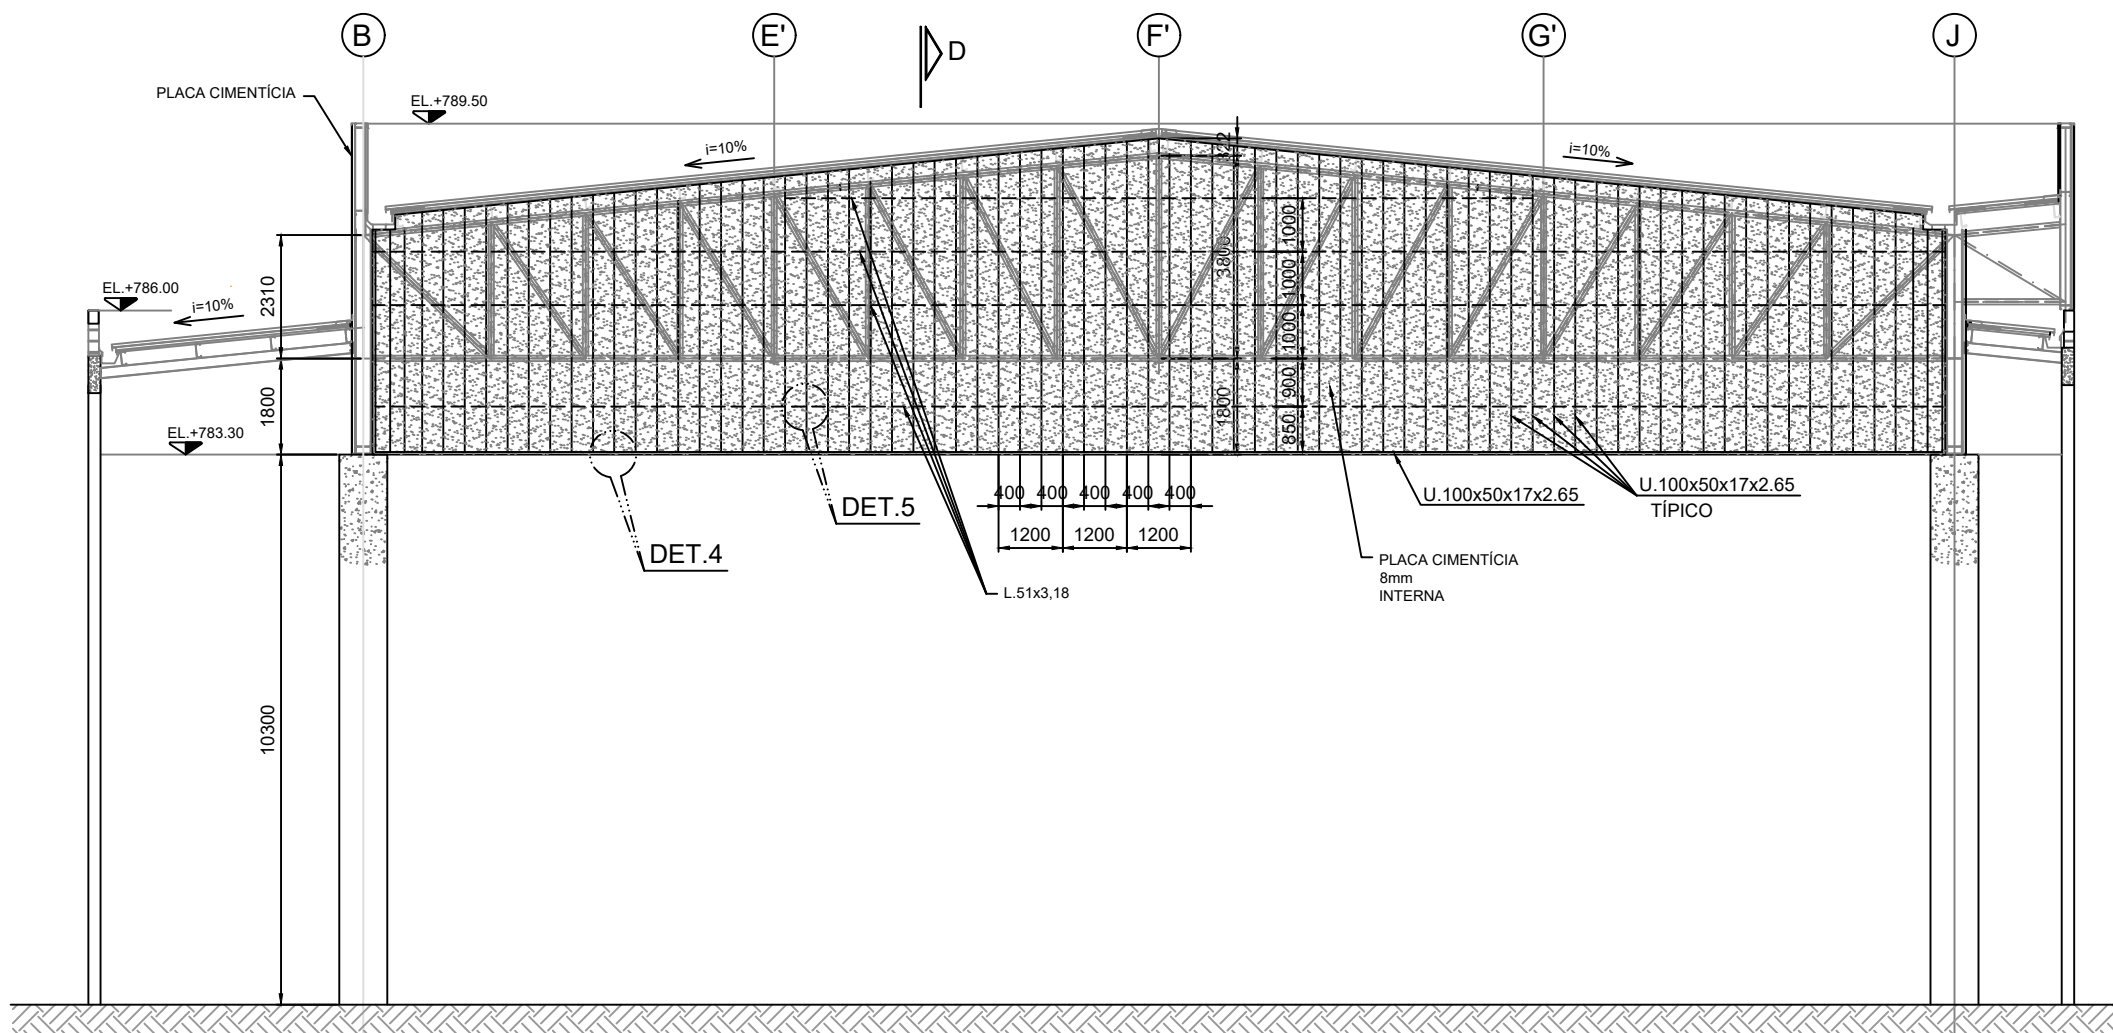 B
E'
F'
G'
J
D
PLACA CIMENTÍCIA
EL.+789.50
i=10%
i=10%
322
EL.+786.00
i=10%
2310
3800
1000
1000
1000
1800
1800
900
850
EL.+783.30
400
400
400
400
400
1200
1200
1200
DET.5
DET.4
U.100x50x17x2.65
U.100x50x17x2.65
TÍPICO
PLACA CIMENTÍCIA
8mm
INTERNA
L.51x3,18
10300